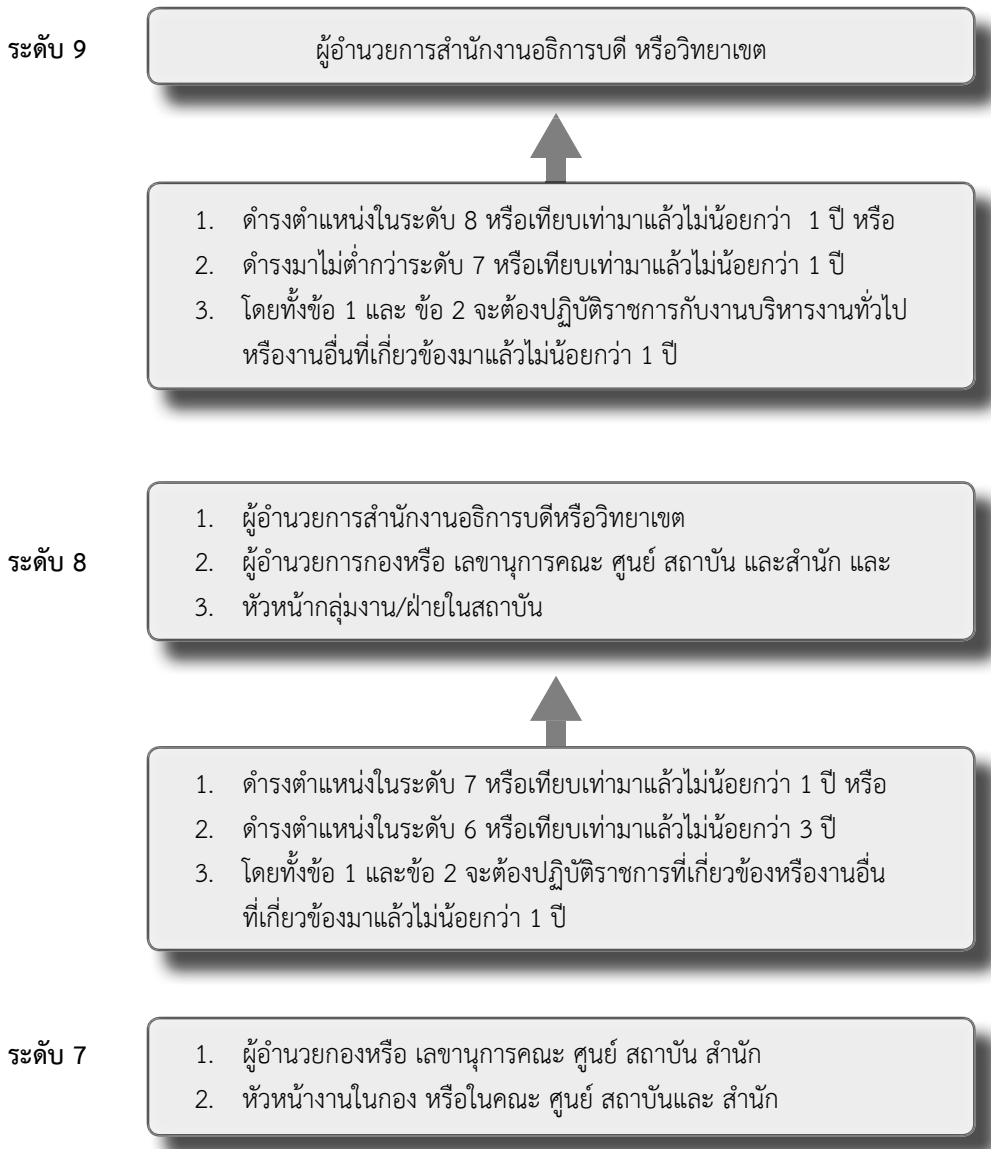 ระดับ 9
ผู้อำนวยการสำนักงานอธิการบดี หรือวิทยาเขต
1. ดำรงตำแหน่งในระดับ 8 หรือเทียบเท่ามาแล้วไม่น้อยกว่า 1 ปี หรือ
2. ดำรงมาไม่ต่ำกว่าระดับ 7 หรือเทียบเท่ามาแล้วไม่น้อยกว่า 1 ปี
3. โดยทั้งข้อ 1 และ ข้อ 2 จะต้องปฏิบัติราชการกับงานบริหารงานทั่วไป
หรืองานอื่นที่เกี่ยวข้องมาแล้วไม่น้อยกว่า 1 ปี
ระดับ 8
1. ผู้อำนวยการสำนักงานอธิการบดีหรือวิทยาเขต
2. ผู้อำนวยการกองหรือ เลขานุการคณะ ศูนย์ สถาบัน และสำนัก และ
3. หัวหน้ากลุ่มงาน/ฝ่ายในสถาบัน
1. ดำรงตำแหน่งในระดับ 7 หรือเทียบเท่ามาแล้วไม่น้อยกว่า 1 ปี หรือ
2. ดำรงตำแหน่งในระดับ 6 หรือเทียบเท่ามาแล้วไม่น้อยกว่า 3 ปี
3. โดยทั้งข้อ 1 และข้อ 2 จะต้องปฏิบัติราชการที่เกี่ยวข้องหรืองานอื่น
ที่เกี่ยวข้องมาแล้วไม่น้อยกว่า 1 ปี
ระดับ 7
1. ผู้อำนวยกองหรือ เลขานุการคณะ ศูนย์ สถาบัน สำนัก
2. หัวหน้างานในกอง หรือในคณะ ศูนย์ สถาบันและ สำนัก